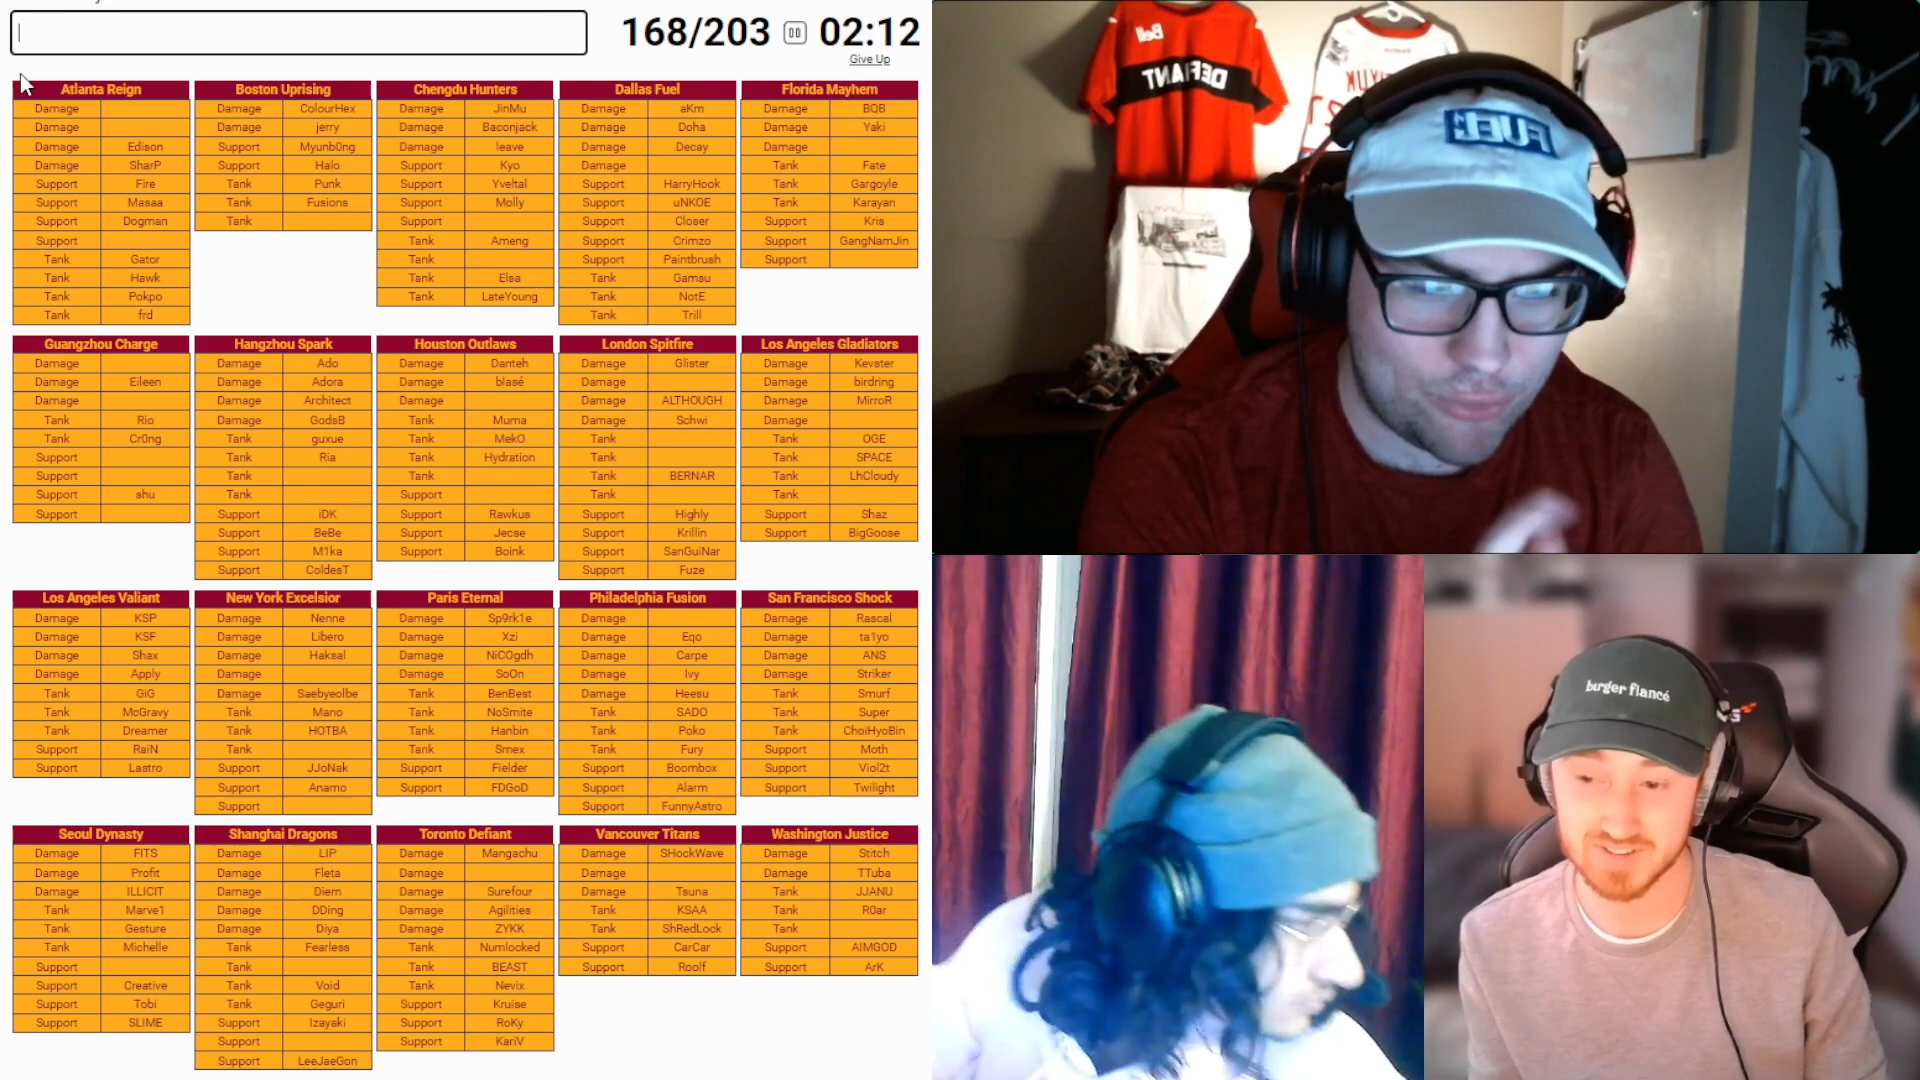 168/203 02:12
Give Up
Atlanta Reign
Damage
Damage
Damage Edison
Damage SharP
Support Fire
Support Masaa
Support Dogman
Support
Tank Gator
Tank Hawk
Tank Pokpo
Tank frd
Boston Uprising
Damage ColourHex
Damage jerry
Support Myunb0ng
Support Halo
Tank Punk
Tank Fusions
Tank
Chengdu Hunters
Damage JinMu
Damage Baconjack
Damage leave
Support Kyo
Support Yveltal
Support Molly
Support
Tank Ameng
Tank
Tank Elsa
Tank LateYoung
Dallas Fuel
Damage aKm
Damage Doha
Damage Decay
Damage
Support HarryHook
Support uNKOE
Support Closer
Support Crimzo
Support Paintbrush
Tank Gamsu
Tank NotE
Tank Trill
Florida Mayhem
Damage BQB
Damage Yaki
Damage
Tank Fate
Tank Gargoyle
Tank Karayan
Support Kris
Support GangNamJin
Support
Guangzhou Charge
Damage
Damage Eileen
Damage
Tank Rio
Tank Cr0ng
Support
Support
Support shu
Support
Hangzhou Spark
Damage Ado
Damage Adora
Damage Architect
Damage GodsB
Tank guxue
Tank Ria
Tank
Tank
Support iDK
Support BeBe
Support M1ka
Support ColdesT
Houston Outlaws
Damage Danteh
Damage blasé
Damage
Tank Muma
Tank MekO
Tank Hydration
Tank
Support
Support Rawkus
Support Jecse
Support Boink
London Spitfire
Damage Glister
Damage
Damage ALTHOUGH
Damage Schwi
Tank
Tank
Tank BERNAR
Tank
Support Highly
Support Krillin
Support SanGuiNar
Support Fuze
Los Angeles Gladiators
Damage Kevster
Damage birdring
Damage MirroR
Damage
Tank OGE
Tank SPACE
Tank LhCloudy
Tank
Support Shaz
Support BigGoose
Los Angeles Valiant
Damage KSP
Damage KSF
Damage Shax
Damage Apply
Tank GiG
Tank McGravy
Tank Dreamer
Support RaiN
Support Lastro
New York Excelsior
Damage Nenne
Damage Libero
Damage Haksal
Damage
Damage Saebyeolbe
Tank Mano
Tank HOTBA
Tank
Support JJoNak
Support Anamo
Support
Paris Eternal
Damage Sp9rk1e
Damage Xzi
Damage NiCOgdh
Damage SoOn
Tank BenBest
Tank NoSmite
Tank Hanbin
Tank Smex
Support Fielder
Support FDGoD
Philadelphia Fusion
Damage
Damage Eqo
Damage Carpe
Damage Ivy
Damage Heesu
Tank SADO
Tank Poko
Tank Fury
Support Boombox
Support Alarm
Support FunnyAstro
San Francisco Shock
Damage Rascal
Damage ta1yo
Damage ANS
Damage Striker
Tank Smurf
Tank Super
Tank ChoiHyoBin
Support Moth
Support Viol2t
Support Twilight
Seoul Dynasty
Damage FITS
Damage Profit
Damage ILLICIT
Tank Marve1
Tank Gesture
Tank Michelle
Support
Support Creative
Support Tobi
Support SLIME
Shanghai Dragons
Damage LIP
Damage Fleta
Damage Diem
Damage DDing
Damage Diya
Tank Fearless
Tank
Tank Void
Tank Geguri
Support Izayaki
Support
Support LeeJaeGon
Toronto Defiant
Damage Mangachu
Damage
Damage Surefour
Damage Agilities
Damage ZYKK
Tank Numlocked
Tank BEAST
Tank Nevix
Support Kruise
Support RoKy
Support KariV
Vancouver Titans
Damage SHockWave
Damage
Damage Tsuna
Tank KSAA
Tank ShRedLock
Support CarCar
Support Roolf
Washington Justice
Damage Stitch
Damage TTuba
Tank JJANU
Tank R0ar
Tank
Support AIMGOD
Support ArK
Bell
DEFIANT
FUEL
burger fiancé